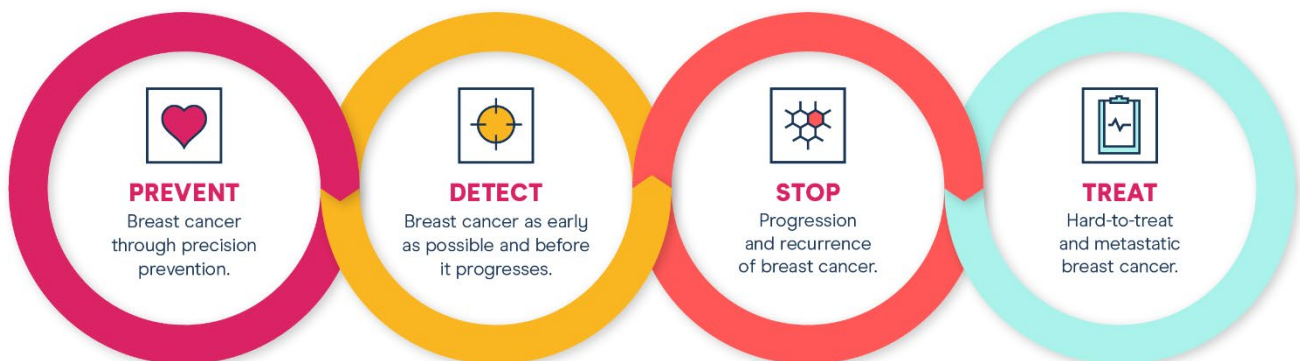 PREVENT
Breast cancer
through precision
prevention.
DETECT
Breast cancer as early
as possible and before
it progresses.
STOP
Progression
and recurrence
of breast cancer.
TREAT
Hard-to-treat
and metastatic
breast cancer.